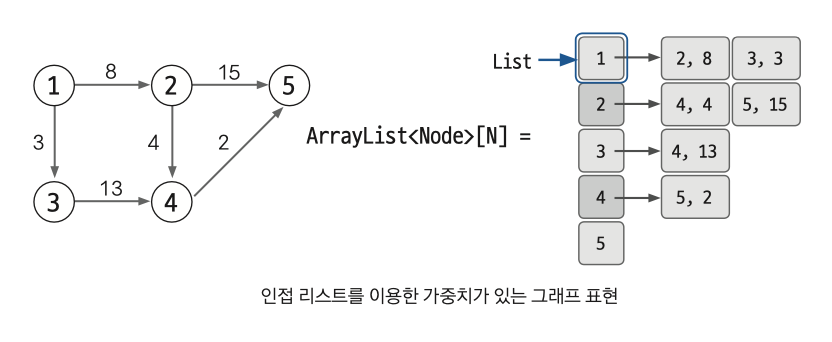 1 8 2 15 5
3 4 2
3 13 4
List
ArrayList<Node>[N] =
1 2, 8 3, 3
2 4, 4 5, 15
3 4, 13
4 5, 2
5
인접 리스트를 이용한 가중치가 있는 그래프 표현